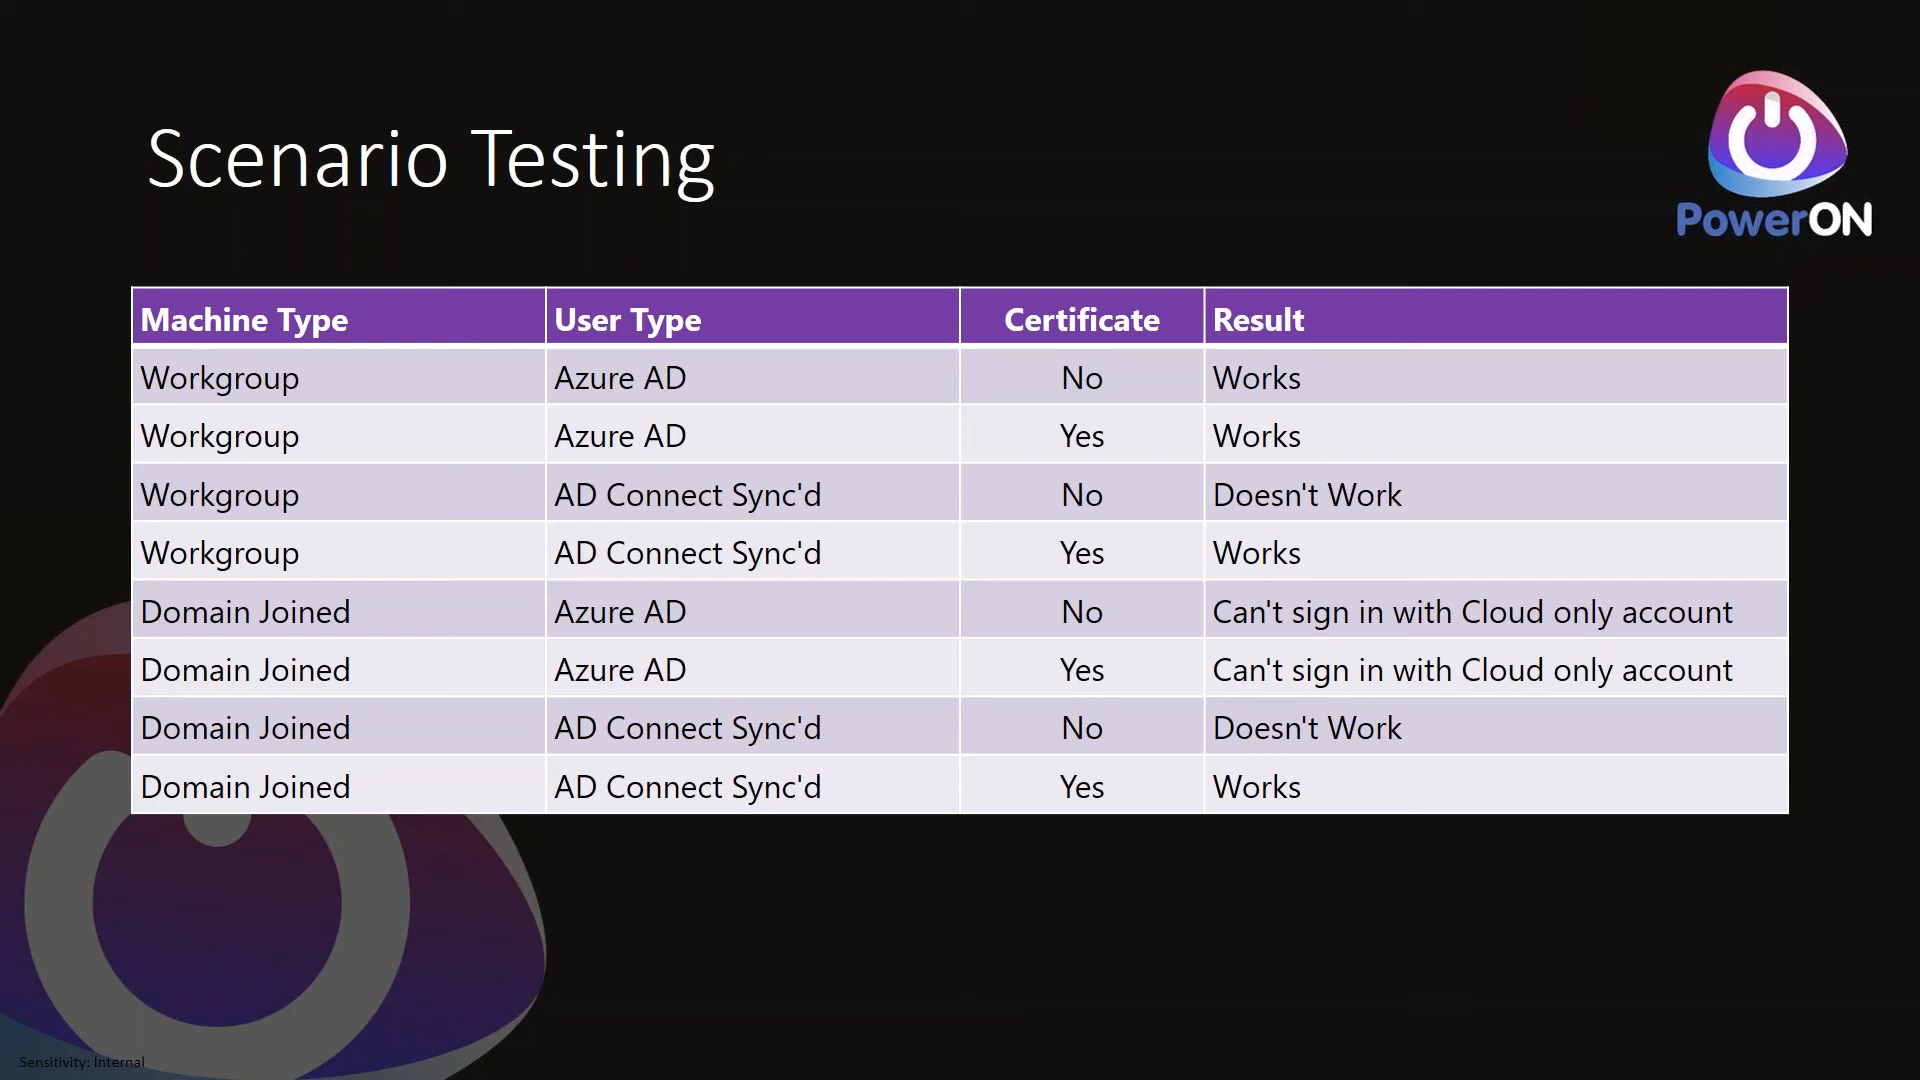 Scenario Testing
PowerON
Machine Type User Type Certificate Result
Workgroup Azure AD No Works
Workgroup Azure AD Yes Works
Workgroup AD Connect Sync'd No Doesn't Work
Workgroup AD Connect Sync'd Yes Works
Domain Joined Azure AD No Can't sign in with Cloud only account
Domain Joined Azure AD Yes Can't sign in with Cloud only account
Domain Joined AD Connect Sync'd No Doesn't Work
Domain Joined AD Connect Sync'd Yes Works
Sensitivity: Internal